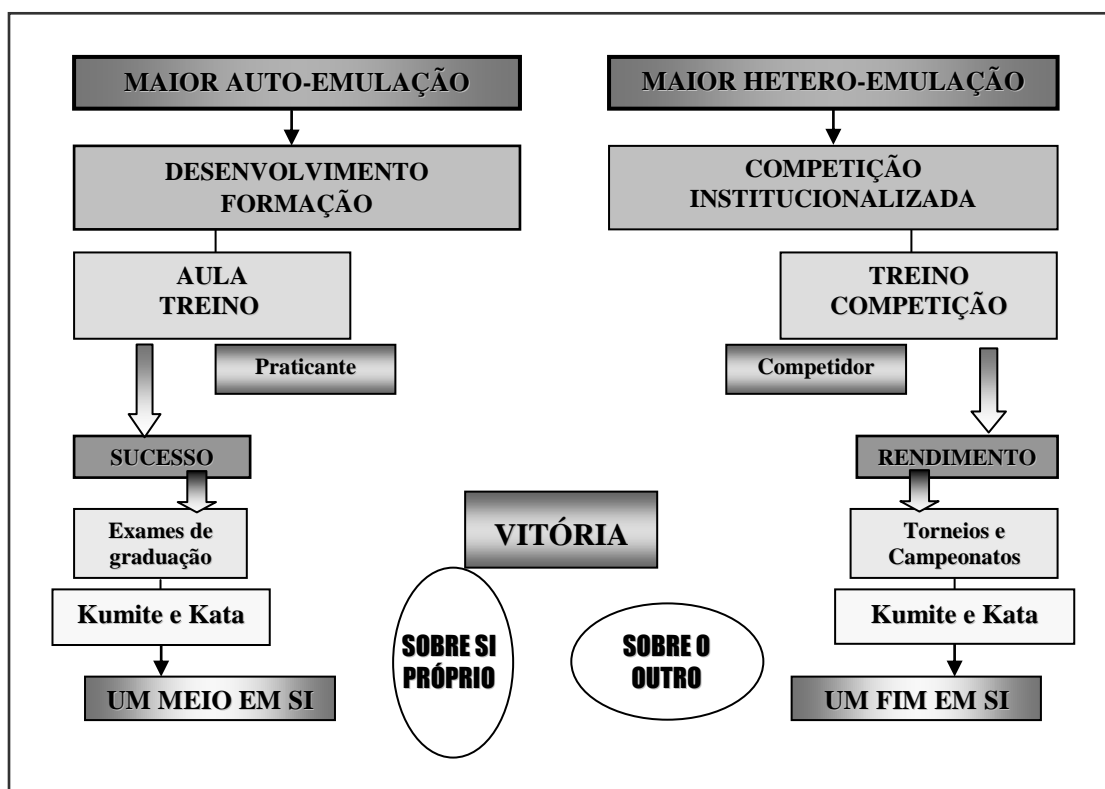 MAIOR AUTO-EMULAÇÃO
MAIOR HETERO-EMULAÇÃO
DESENVOLVIMENTO
FORMAÇÃO
COMPETIÇÃO
INSTITUCIONALIZADA
AULA
TREINO
TREINO
COMPETIÇÃO
Praticante
Competidor
SUCESSO
RENDIMENTO
Exames de
graduação
VITÓRIA
Torneios e
Campeonatos
Kumite e Kata
Kumite e Kata
SOBRE SI
PRÓPRIO
SOBRE O
OUTRO
UM MEIO EM SI
UM FIM EM SI